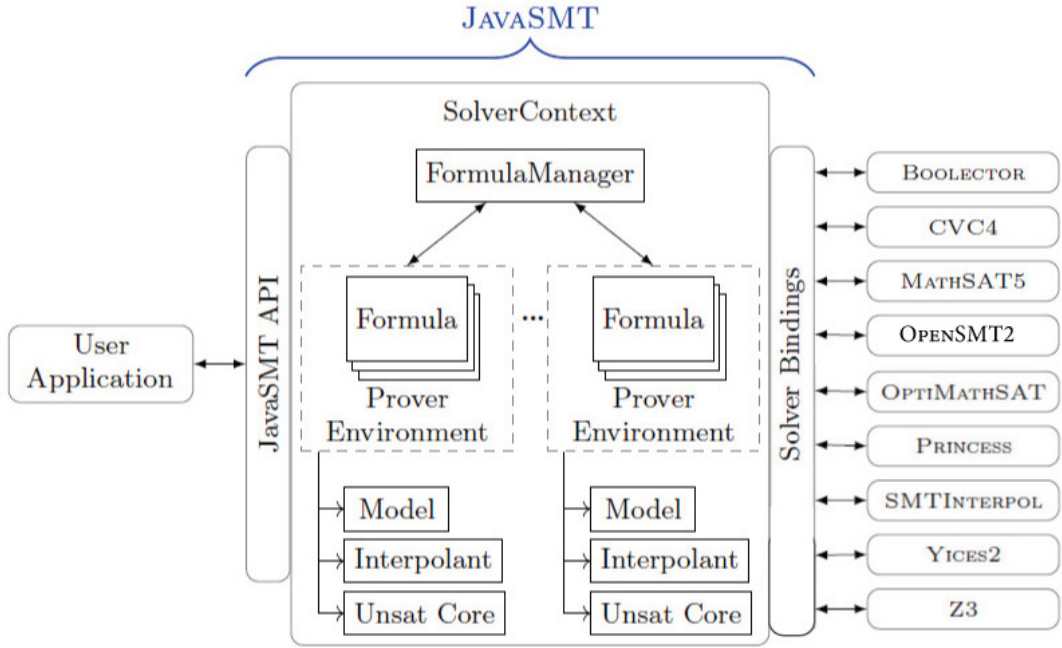 JAVASMT
SolverContext
FormulaManager
JavaSMT API
User
Application
Formula
Prover
Environment
...
Formula
Prover
Environment
Model
Interpolant
Unsat Core
Model
Interpolant
Unsat Core
Solver Bindings
BOOLECTOR
CVC4
MATHSAT5
OPENSMT2
OPTIMATHSAT
PRINCESS
SMTINTERPOL
YICES2
Z3